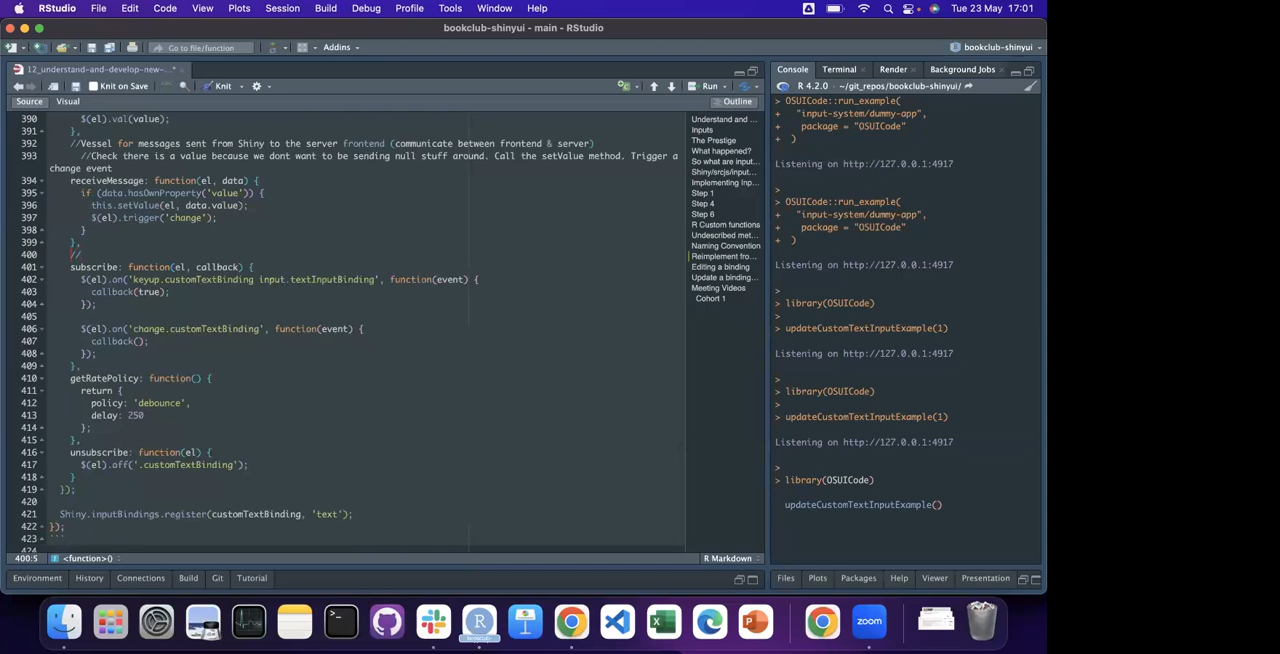 RStudio File Edit Code View Plots Session Build Debug Profile Tools Window Help Tue 23 May 17:01
bookclub-shinyui - main - RStudio
Go to file/function Addins bookclub-shinyui
12_understand-and-develop-new-...*
Knit on Save Knit Run
Source Visual Outline
390 $(el).val(value);
391 },
392 //Vessel for messages sent from Shiny to the server frontend (communicate between frontend & server)
393 //Check there is a value because we dont want to be sending null stuff around. Call the setValue method. Trigger a
change event
394 receiveMessage: function(el, data) {
395 if (data.hasOwnProperty('value')) {
396 this.setValue(el, data.value);
397 $(el).trigger('change');
398 }
399 },
400 //
401 subscribe: function(el, callback) {
402 $(el).on('keyup.customTextBinding input.textInputBinding', function(event) {
403 callback(true);
404 });
405
406 $(el).on('change.customTextBinding', function(event) {
407 callback();
408 });
409 },
410 getRatePolicy: function() {
411 return {
412 policy: 'debounce',
413 delay: 250
414 };
415 },
416 unsubscribe: function(el) {
417 $(el).off('.customTextBinding');
418 }
419 });
420
421 Shiny.inputBindings.register(customTextBinding, 'text');
422 });
423 ```
424
400:5 <function>() R Markdown
Understand and ...
Inputs
The Prestige
What happened?
So what are input...
Shiny/srcjs/input...
Implementing Inp...
Step 1
Step 4
Step 6
R Custom functions
Undescribed met...
Naming Convention
Reimplement fro...
Editing a binding
Update a binding...
Meeting Videos
Cohort 1
Console Terminal Render Background Jobs
R 4.2.0 · ~/git_repos/bookclub-shinyui/
> OSUICode::run_example(
+ "input-system/dummy-app",
+ package = "OSUICode"
+ )
Listening on http://127.0.0.1:4917
>
> OSUICode::run_example(
+ "input-system/dummy-app",
+ package = "OSUICode"
+ )
Listening on http://127.0.0.1:4917
>
> library(OSUICode)
>
> updateCustomTextInputExample(1)
Listening on http://127.0.0.1:4917
>
> library(OSUICode)
>
> updateCustomTextInputExample(1)
Listening on http://127.0.0.1:4917
>
> library(OSUICode)
updateCustomTextInputExample()
Environment History Connections Build Git Tutorial
Files Plots Packages Help Viewer Presentation
zoom